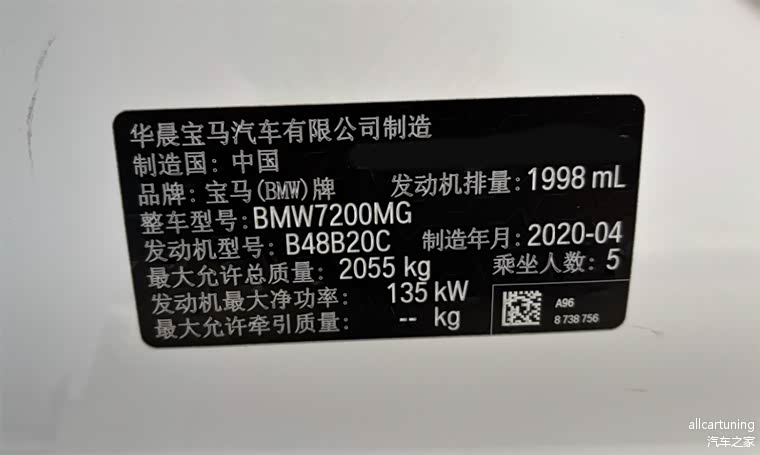 华晨宝马汽车有限公司制造
制造国: 中国
品牌: 宝马(BMW)牌 发动机排量: 1998 mL
整车型号: BMW7200MG
发动机型号: B48B20C 制造年月: 2020-04
最大允许总质量: 2055 kg 乘坐人数: 5
发动机最大净功率: 135 kW
最大允许牵引质量: -- kg
A96
8 738 756
allcartuning
汽车之家